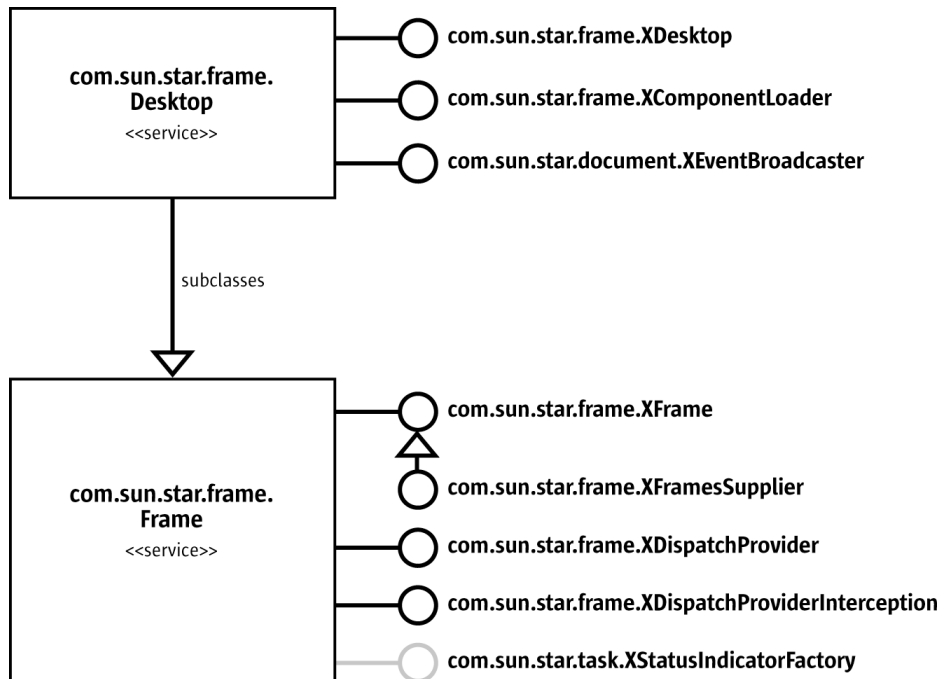 com.sun.star.frame.
Desktop
<<service>>
com.sun.star.frame.XDesktop
com.sun.star.frame.XComponentLoader
com.sun.star.document.XEventBroadcaster
subclasses
com.sun.star.frame.
Frame
<<service>>
com.sun.star.frame.XFrame
com.sun.star.frame.XFramesSupplier
com.sun.star.frame.XDispatchProvider
com.sun.star.frame.XDispatchProviderInterception
com.sun.star.task.XStatusIndicatorFactory